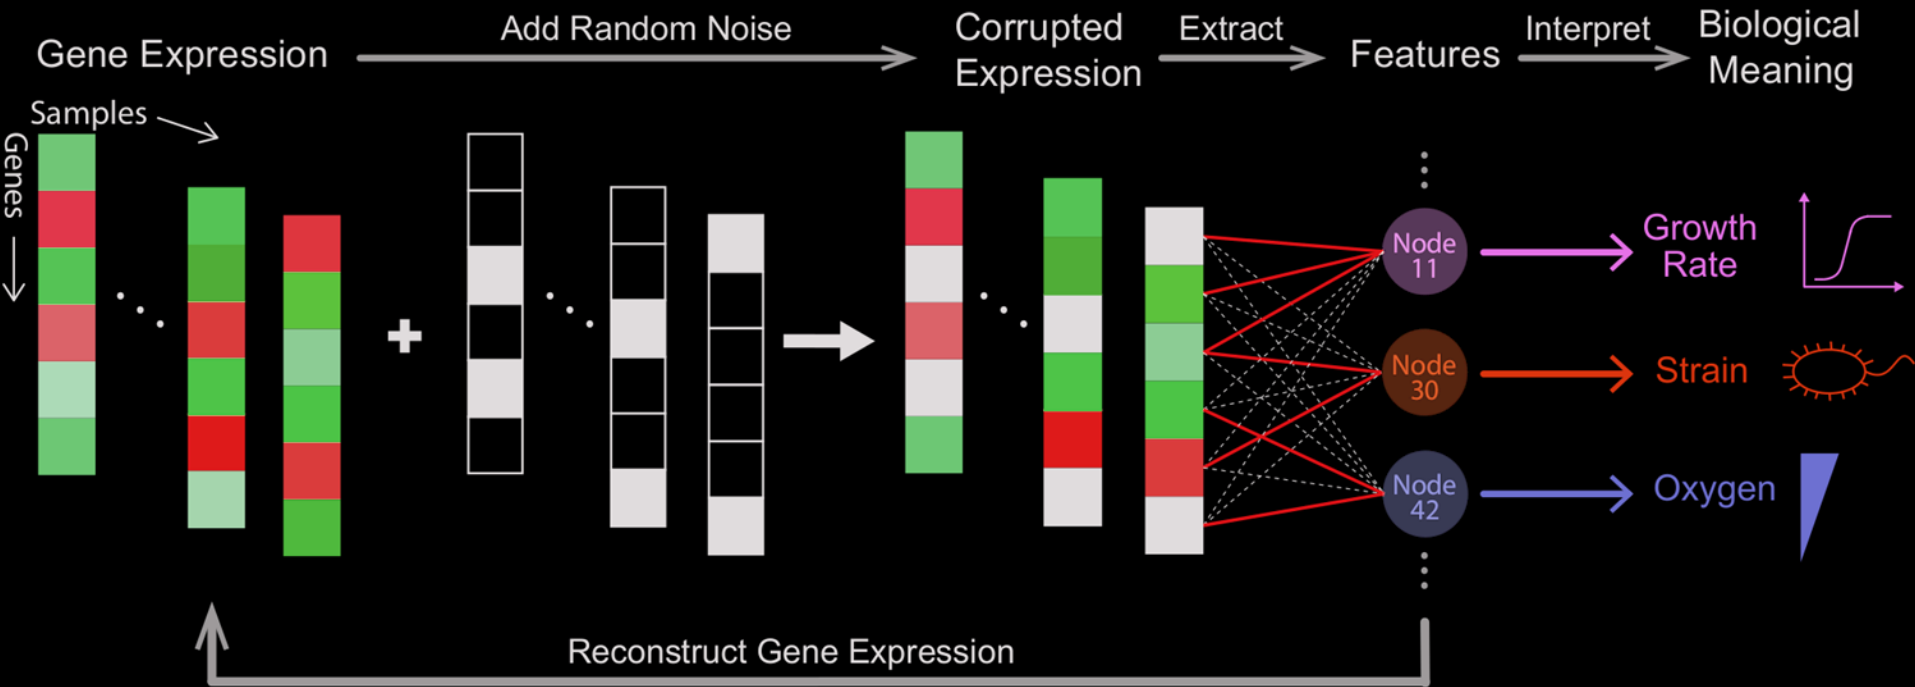 Gene Expression
Add Random Noise
Corrupted
Expression
Extract
Features
Interpret
Biological
Meaning
Samples
Genes
Node
11
Growth
Rate
Node
30
Strain
Node
42
Oxygen
Reconstruct Gene Expression